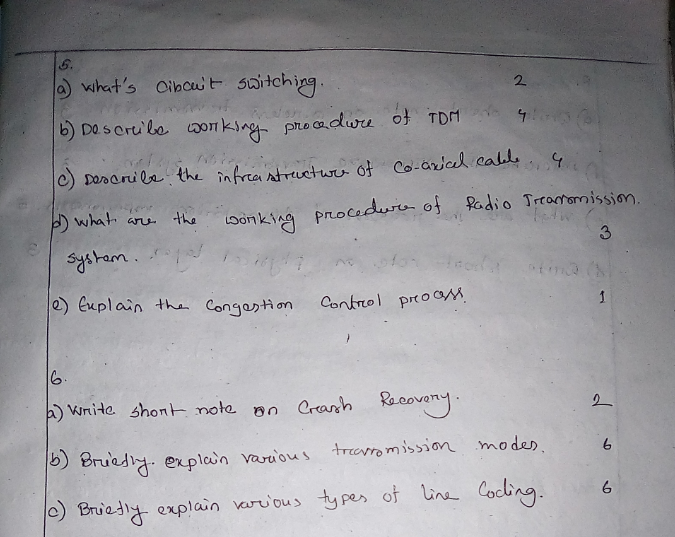 5.
a) what's Cibcuit switching. 2
b) Describe working procedure of TDM 4
c) Describe the infrastructure of Co-axical cable. 4
d) what are the working procedure of Radio Transmission. 3
system.
e) Explain the Congestion Control process. 1
6.
a) Write short note on Crash Recovery. 2
b) Briefly explain various transmission modes. 6
c) Briefly explain various types of line Coding. 6